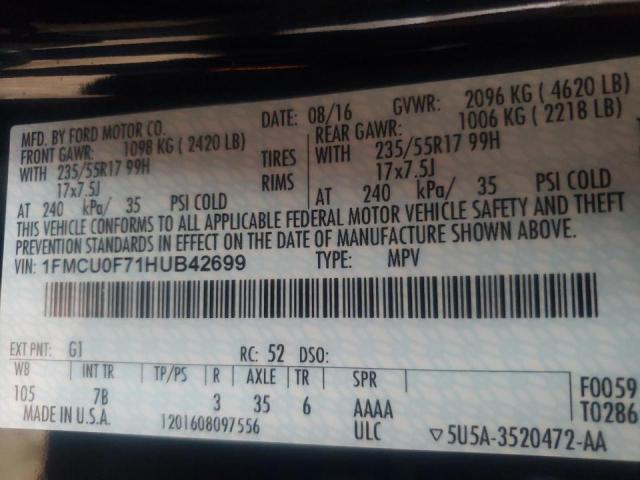 MFD. BY FORD MOTOR CO. DATE: 08/16 GVWR: 2096 KG ( 4620 LB)
FRONT GAWR: 1098 KG ( 2420 LB) REAR GAWR: 1006 KG ( 2218 LB)
WITH 235/55R17 99H TIRES WITH 235/55R17 99H
17x7.5J RIMS 17x7.5J
AT 240 kPa/ 35 PSI COLD AT 240 kPa/ 35 PSI COLD
THIS VEHICLE CONFORMS TO ALL APPLICABLE FEDERAL MOTOR VEHICLE SAFETY AND THEFT
PREVENTION STANDARDS IN EFFECT ON THE DATE OF MANUFACTURE SHOWN ABOVE.
VIN: 1FMCU0F71HUB42699 TYPE: MPV
EXT PNT: G1 RC: 52 DSO:
WB INT TR TP/PS R AXLE TR SPR F0059
105 7B 3 35 6 AAAA T0286
MADE IN U.S.A. 1201608097556 ULC ▽5U5A-3520472-AA